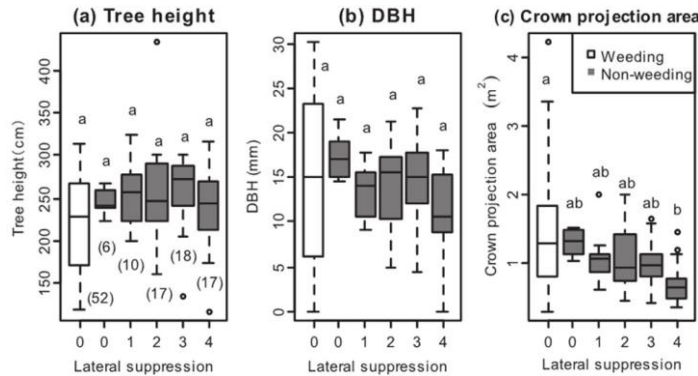 (a) Tree height
(b) DBH
(c) Crown projection area
Tree height(cm)
400
350
300
250
200
150
a
a
a
a
a
a
(52)
(6)
(10)
(17)
(18)
(17)
0 0 1 2 3 4
Lateral suppression
DBH (mm)
30
25
20
15
10
5
0
a
a
a
a
a
a
0 0 1 2 3 4
Lateral suppression
Crown projection area (m²)
4
3
2
1
Weeding
Non-weeding
a
ab
ab
ab
ab
b
0 0 1 2 3 4
Lateral suppression